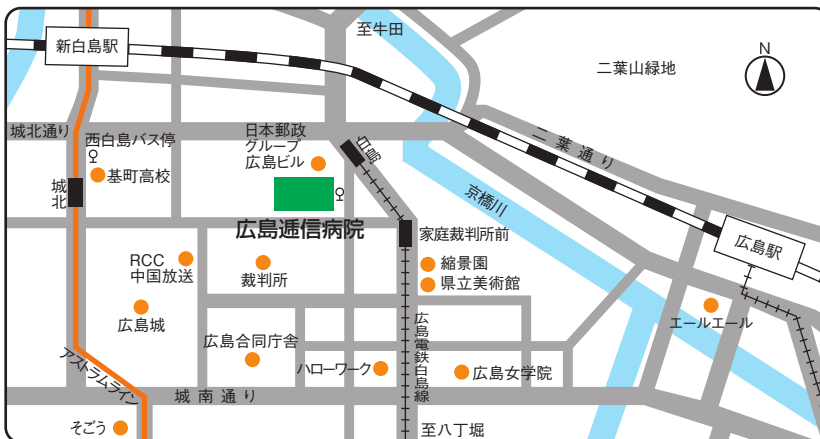 新白島駅
至牛田
二葉山緑地
N
城北通り
西白島バス停
日本郵政
グループ
広島ビル
白島
二葉通り
基町高校
城北
京橋川
広島逓信病院
家庭裁判所前
広島駅
RCC
中国放送
裁判所
縮景園
県立美術館
広島城
エールエール
広島合同庁舎
広島電鉄白島線
アストラムライン
ハローワーク
広島女学院
城南通り
そごう
至八丁堀